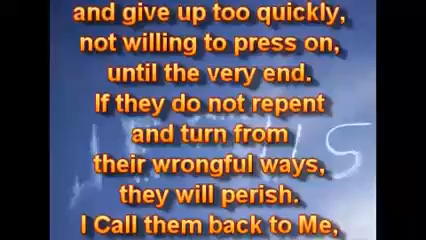 and give up too quickly,
not willing to press on,
until the very end.
If they do not repent
and turn from
their wrongful ways,
they will perish.
I Call them back to Me,